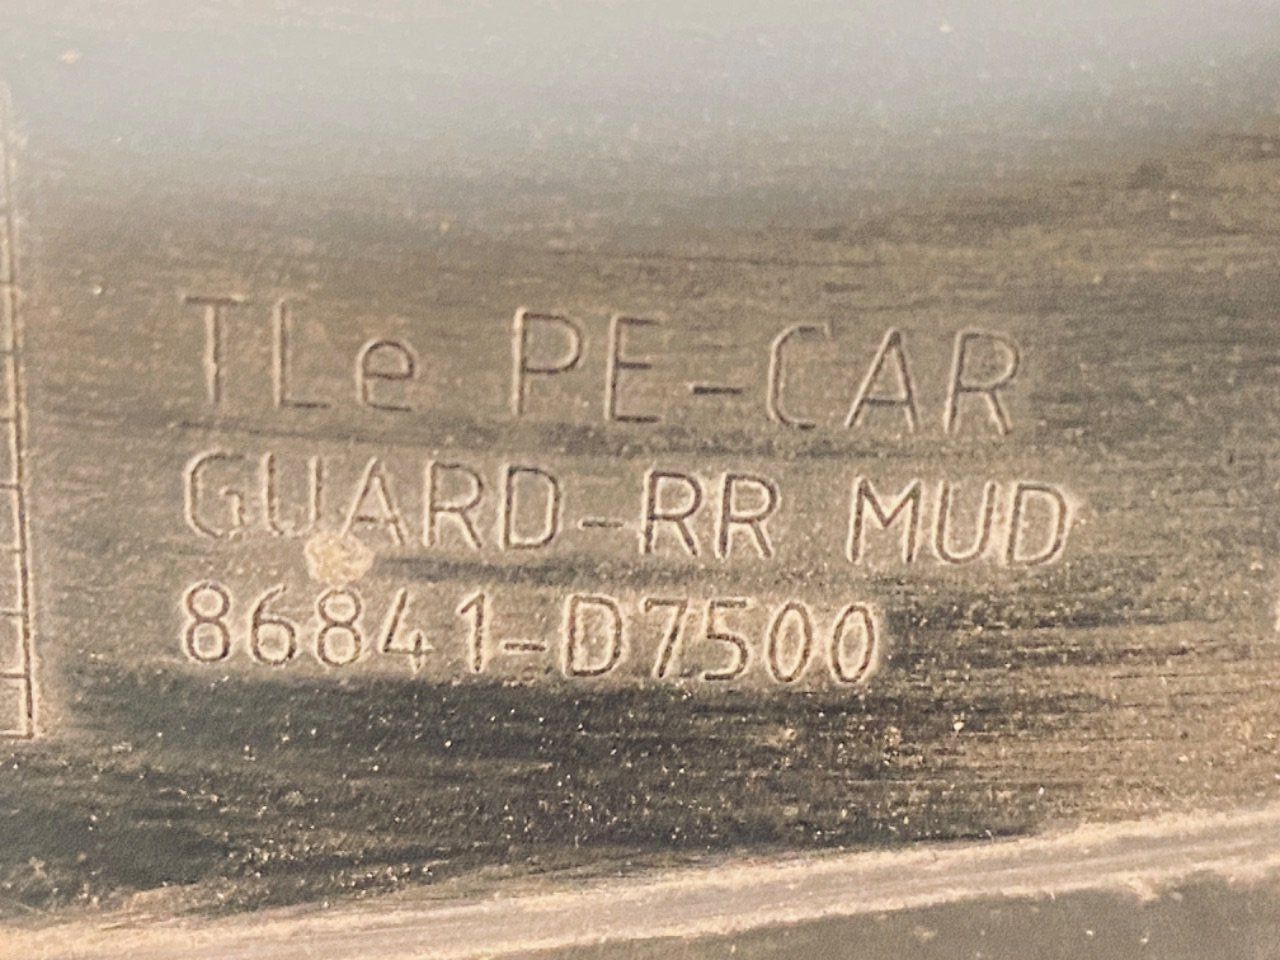 TLe PE-CAR
GUARD-RR MUD
86841-D7500